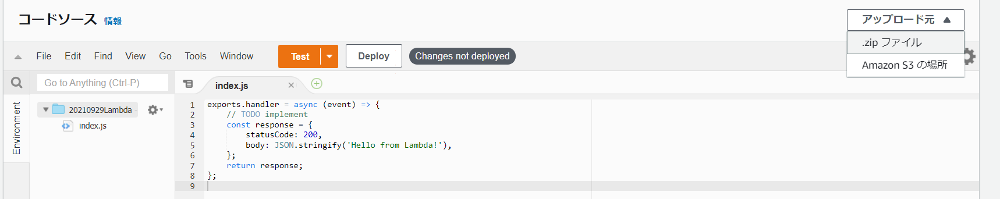 コードソース 情報
アップロード元
.zip ファイル
Amazon S3 の場所
File Edit Find View Go Tools Window Test Deploy Changes not deployed
Go to Anything (Ctrl-P)
Environment
20210929Lambda -
index.js
index.js
1 exports.handler = async (event) => {
2     // TODO implement
3     const response = {
4         statusCode: 200,
5         body: JSON.stringify('Hello from Lambda!'),
6     };
7     return response;
8 };
9